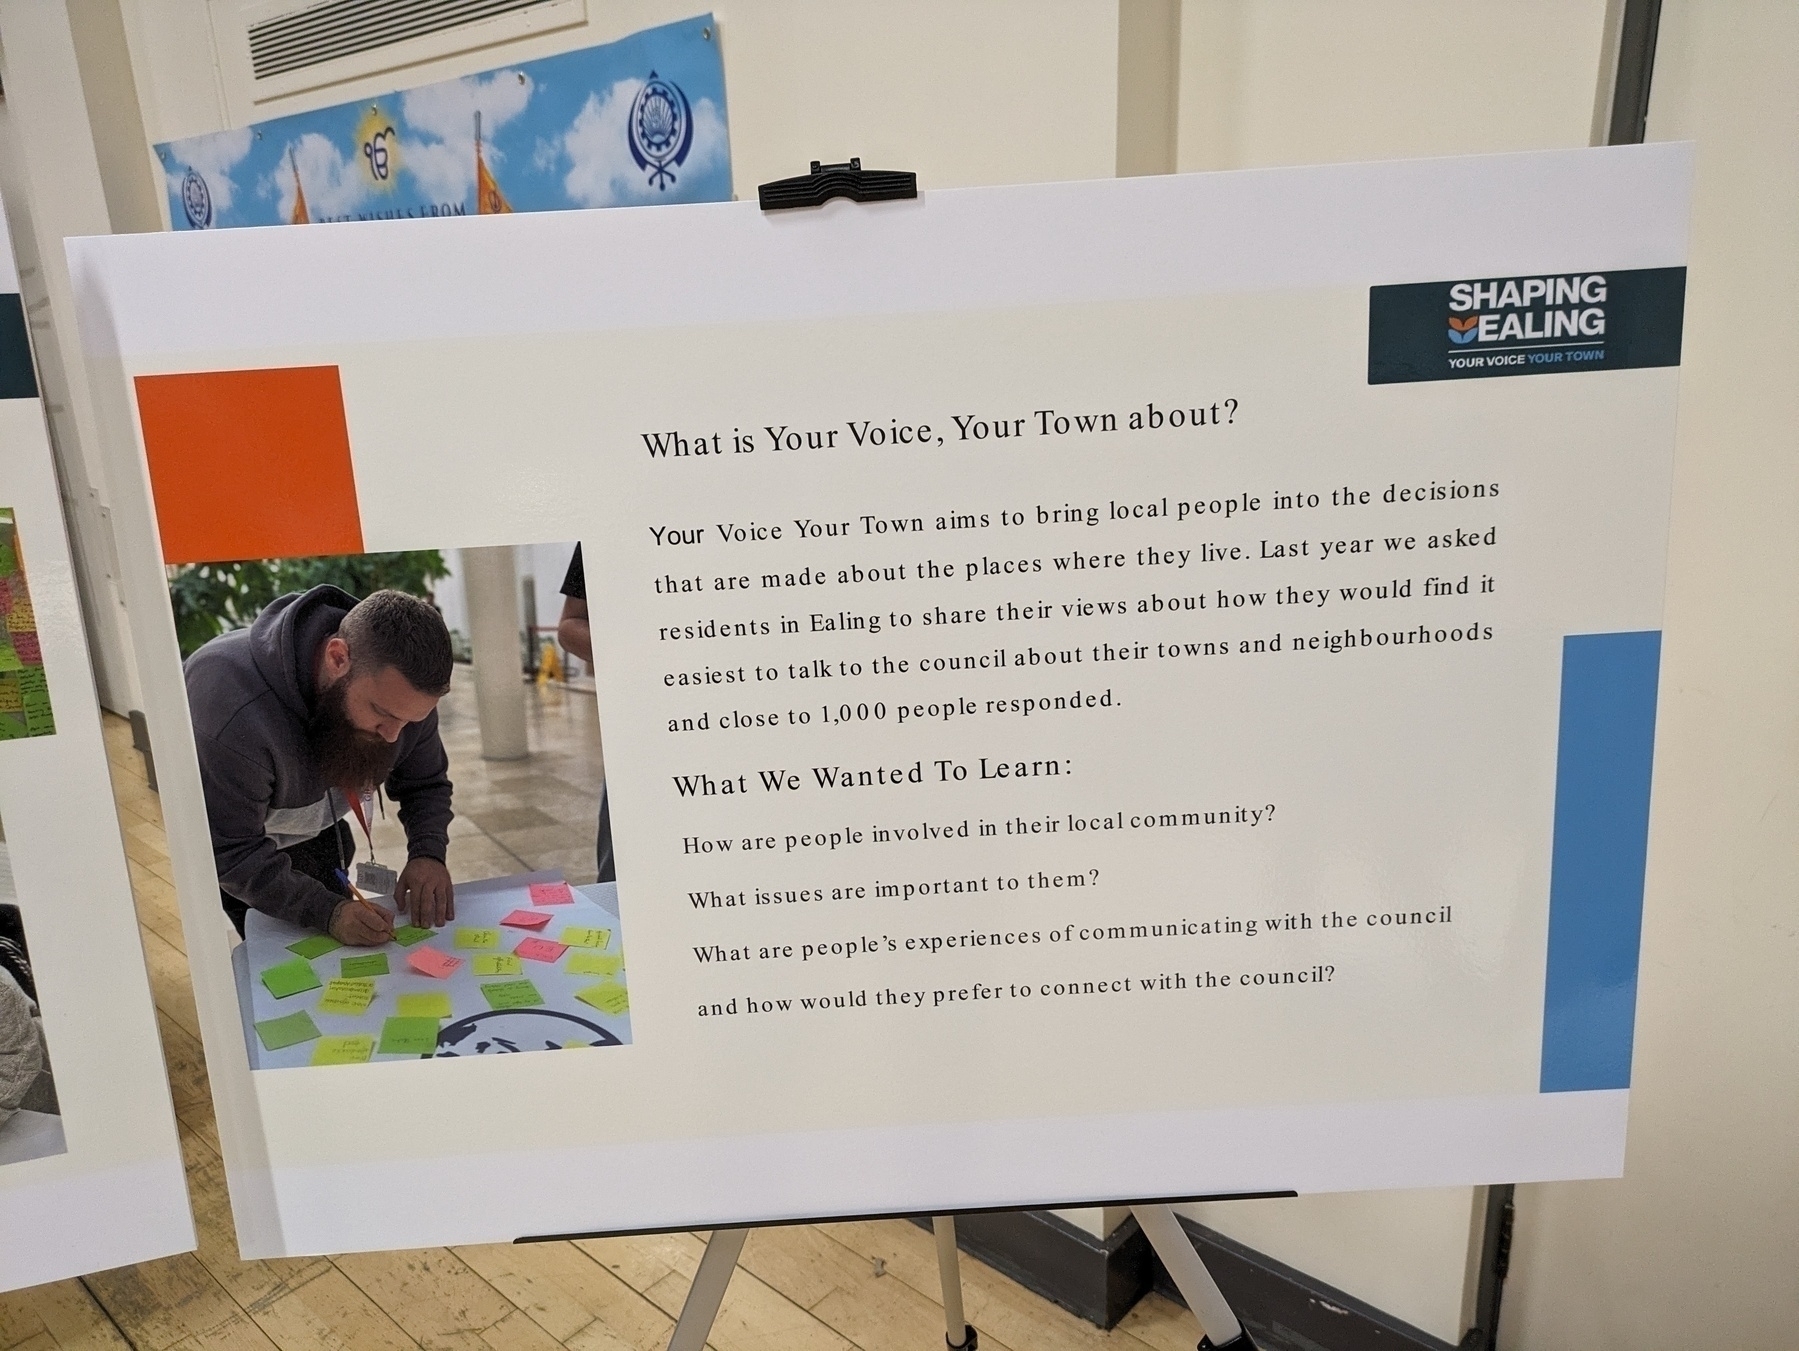 ੴ
BEST WISHES FROM
SHAPING
EALING
YOUR VOICE YOUR TOWN
What is Your Voice, Your Town about?
Your Voice Your Town aims to bring local people into the decisions
that are made about the places where they live. Last year we asked
residents in Ealing to share their views about how they would find it
easiest to talk to the council about their towns and neighbourhoods
and close to 1,000 people responded.
What We Wanted To Learn:
How are people involved in their local community?
What issues are important to them?
What are people's experiences of communicating with the council
and how would they prefer to connect with the council?